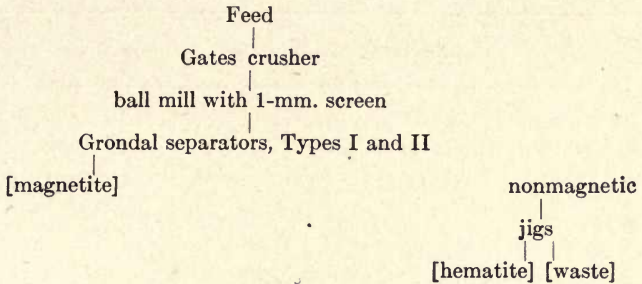 Feed
Gates crusher
ball mill with 1-mm. screen
Grondal separators, Types I and II
[magnetite] nonmagnetic
jigs
[hematite] [waste]